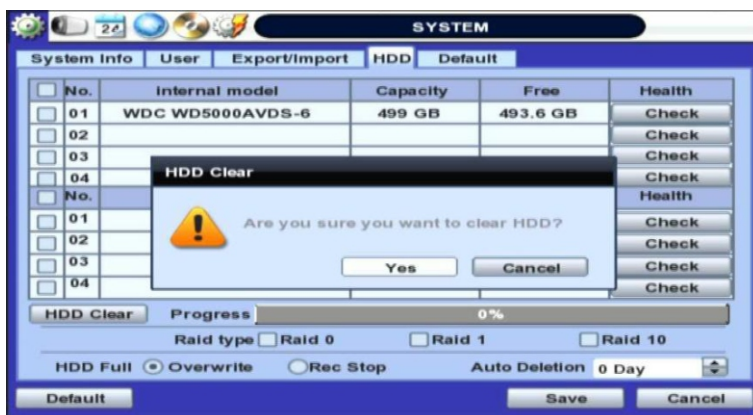 SYSTEM
System Info User Export/Import HDD Default
No. Internal model Capacity Free Health
01 WDC WD5000AVDS-6 499 GB 493.6 GB Check
02 Check
03 Check
04 Check
HDD Clear
No. Health
Are you sure you want to clear HDD?
01 Check
02 Check
03 Check
04 Check
Yes Cancel
HDD Clear Progress 0%
Raid type Raid 0 Raid 1 Raid 10
HDD Full Overwrite Rec Stop Auto Deletion 0 Day
Default Save Cancel